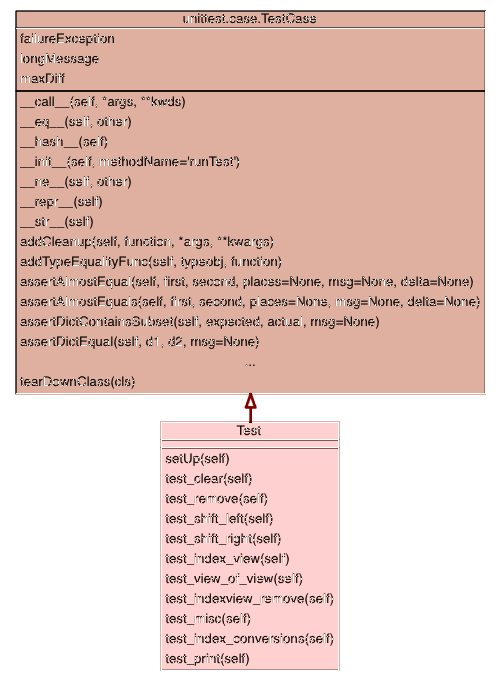 unittest.case.TestCase
failureException
longMessage
maxDiff
__call__(self, *args, **kwds)
__eq__(self, other)
__hash__(self)
__init__(self, methodName='runTest')
__ne__(self, other)
__repr__(self)
__str__(self)
addCleanup(self, function, *args, **kwargs)
addTypeEqualityFunc(self, typeobj, function)
assertAlmostEqual(self, first, second, places=None, msg=None, delta=None)
assertAlmostEquals(self, first, second, places=None, msg=None, delta=None)
assertDictContainsSubset(self, expected, actual, msg=None)
assertDictEqual(self, d1, d2, msg=None)
...
tearDownClass(cls)
Test
setUp(self)
test_clear(self)
test_remove(self)
test_shift_left(self)
test_shift_right(self)
test_index_view(self)
test_view_of_view(self)
test_indexview_remove(self)
test_misc(self)
test_index_conversions(self)
test_print(self)